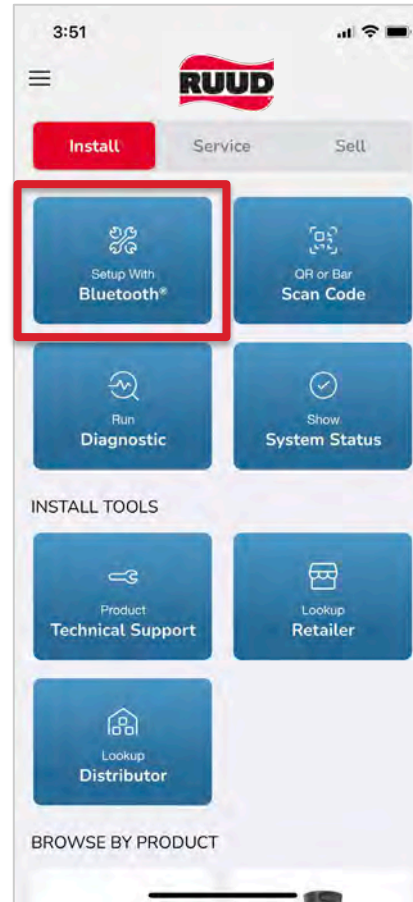 3:51
RUUD
Install Service Sell
Setup With
Bluetooth®
QR or Bar
Scan Code
Run
Diagnostic
Show
System Status
INSTALL TOOLS
Product
Technical Support
Lookup
Retailer
Lookup
Distributor
BROWSE BY PRODUCT